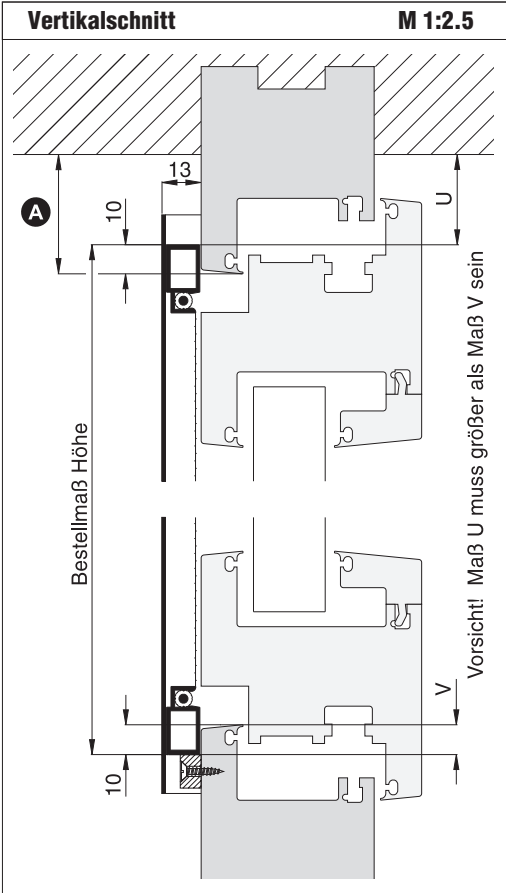 Vertikalschnitt M 1:2.5
13
A
10
U
Bestellmaß Höhe
Vorsicht! Maß U muss größer als Maß V sein
V
10